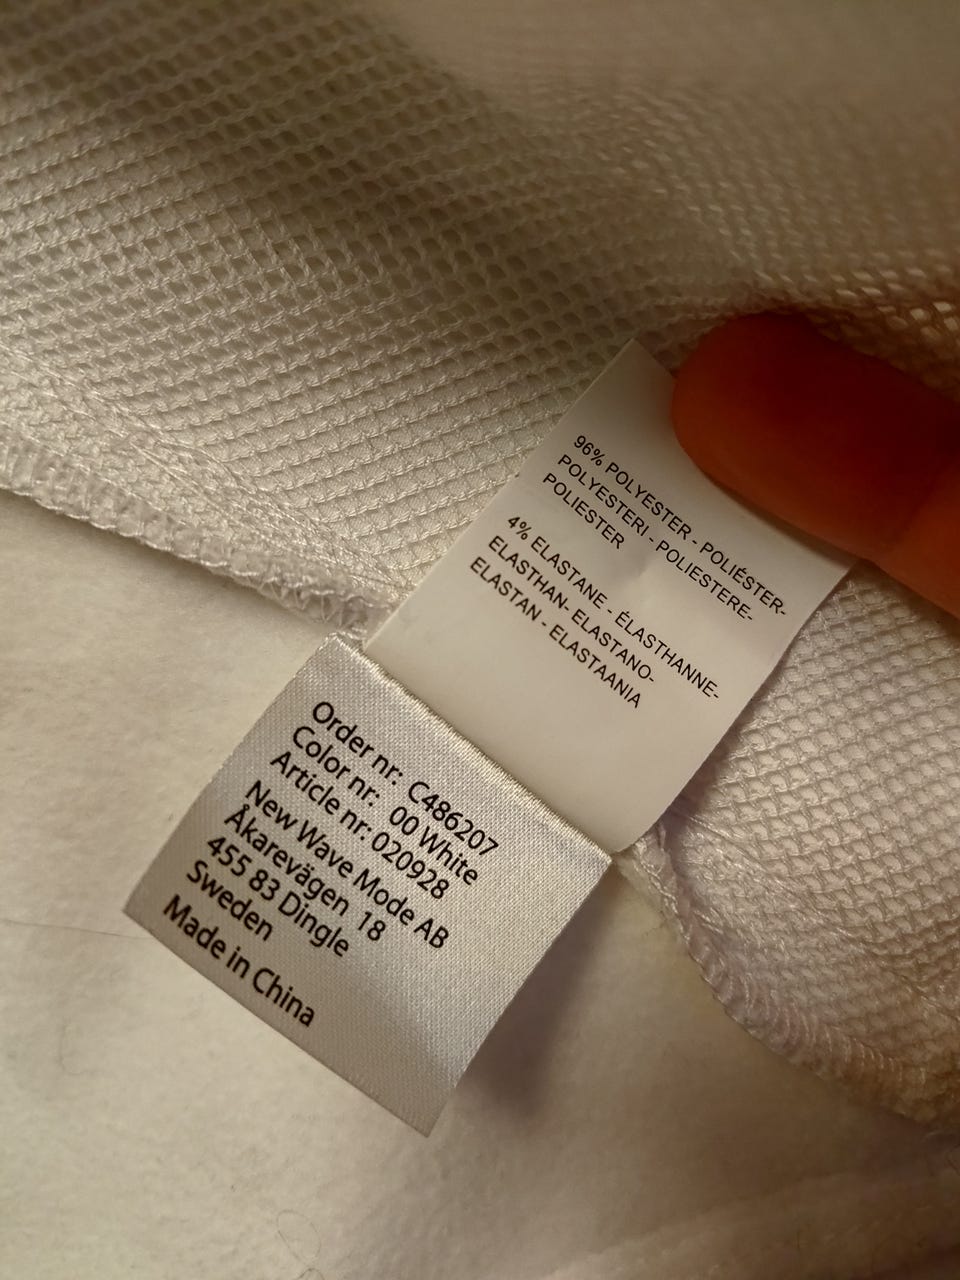 96% POLYESTER - POLIÉSTER-
POLYESTERI - POLIESTERE-
POLIESTER
4% ELASTANE - ÉLASTHANNE-
ELASTHAN- ELASTANO-
ELASTAN - ELASTAANIA
Order nr: C486207
Color nr: 00 White
Article nr: 020928
New Wave Mode AB
Åkarevägen 18
455 83 Dingle
Sweden
Made in China